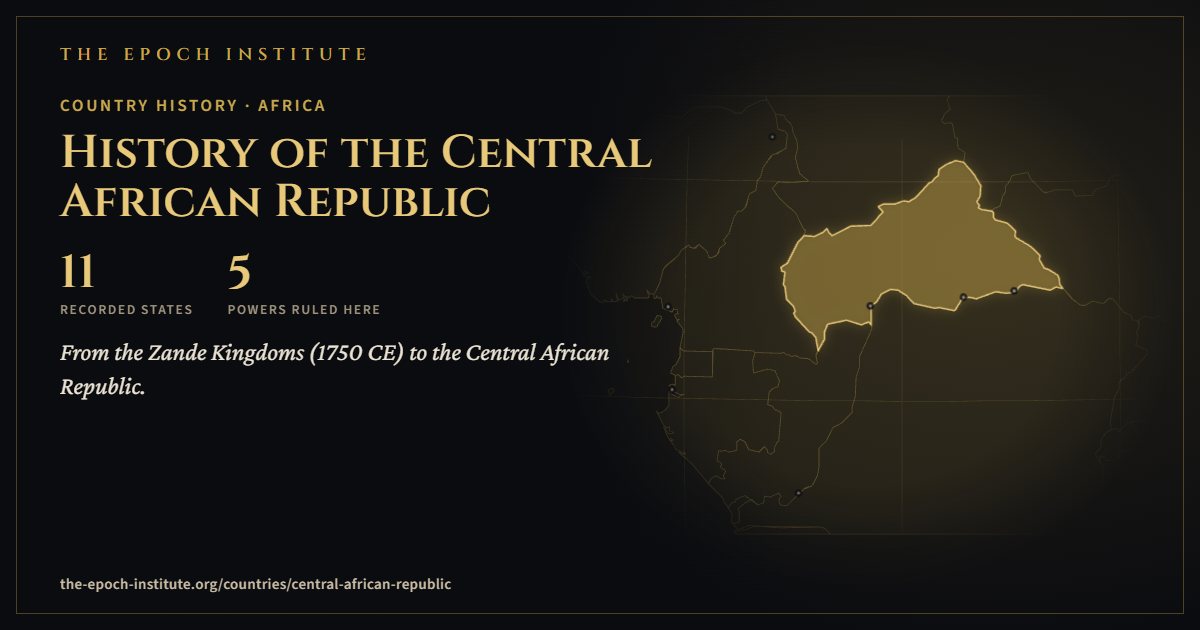 THE EPOCH INSTITUTE
COUNTRY HISTORY · AFRICA
History of the Central
African Republic
11
5
RECORDED STATES
POWERS RULED HERE
From the Zande Kingdoms (1750 CE) to the Central African
Republic.
the-epoch-institute.org/countries/central-african-republic